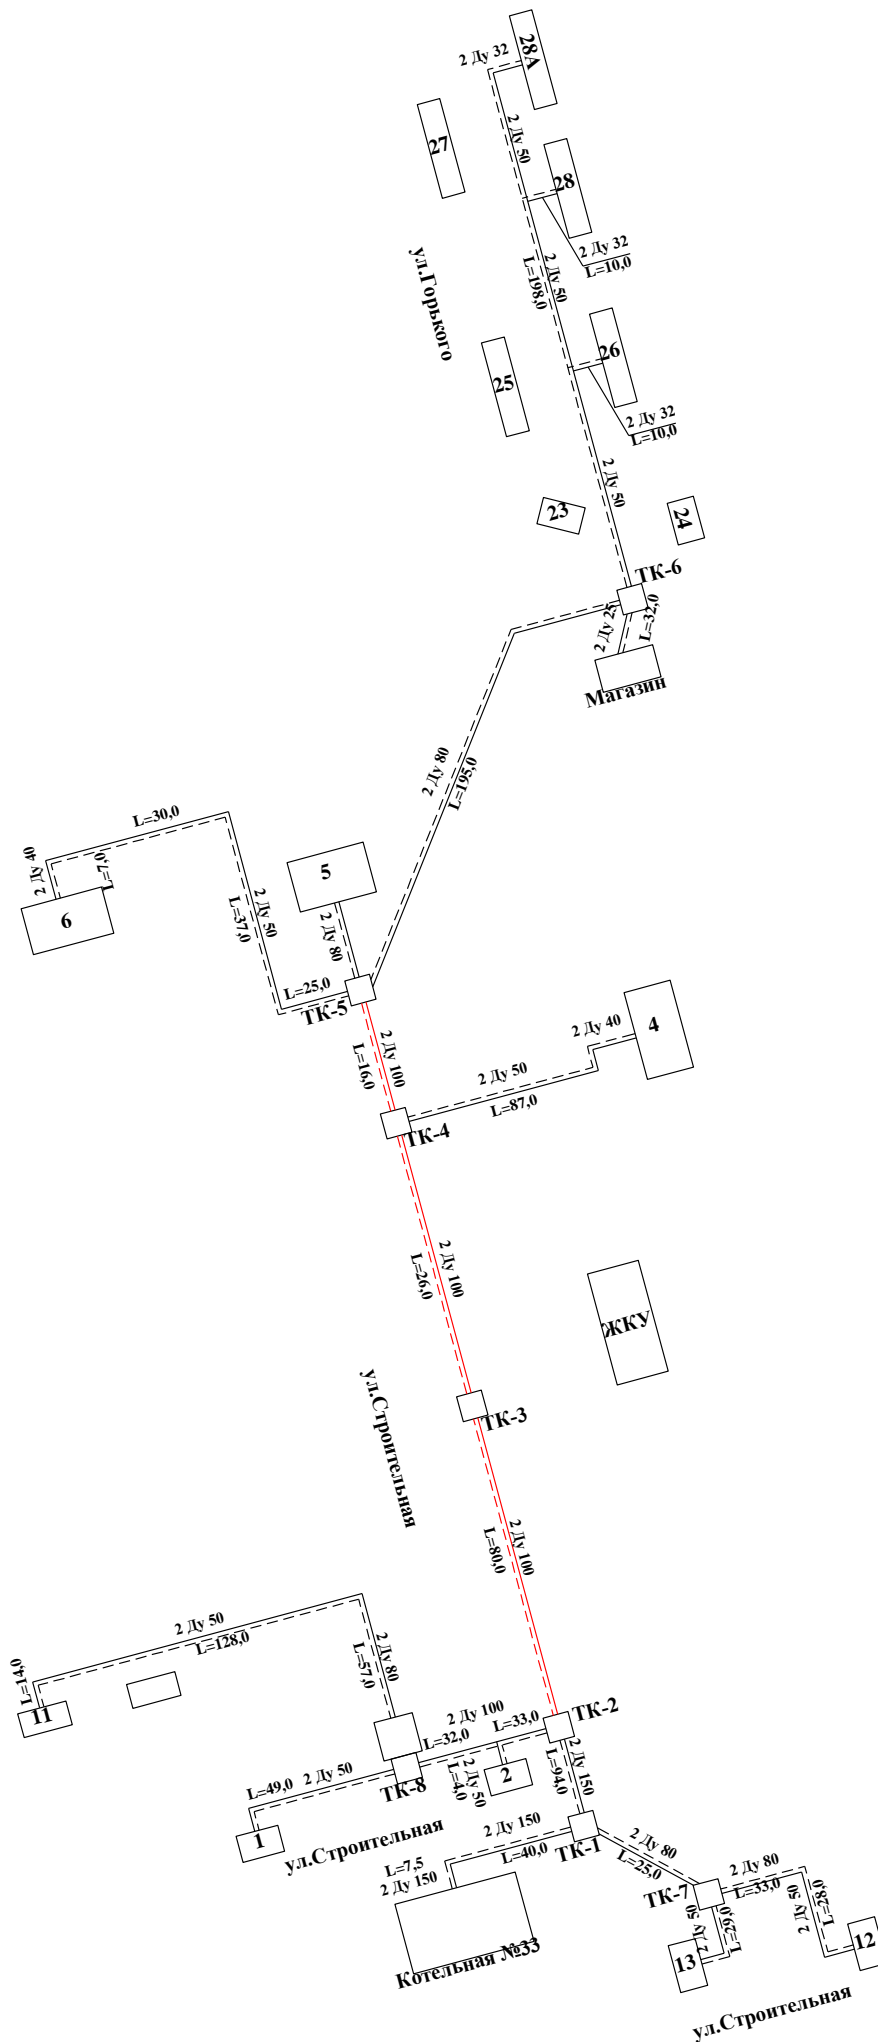 2 Ду 32
28А
27
2 Ду 50
28
2 Ду 32
L=10,0
ул.Горького
2 Ду 50
L=198,0
26
25
2 Ду 32
L=10,0
2 Ду 50
23
24
ТК-6
2 Ду 25
L=32,0
Магазин
2 Ду 80
L=195,0
L=30,0
2 Ду 40
L=7,0
5
6
2 Ду 50
L=37,0
2 Ду 80
L=25,0
ТК-5
2 Ду 40
4
2 Ду 100
L=16,0
2 Ду 50
L=87,0
ТК-4
2 Ду 100
L=26,0
ЖКУ
ул.Строительная
ТК-3
2 Ду 100
L=80,0
2 Ду 50
L=128,0
L=14,0
11
2 Ду 80
L=57,0
2 Ду 100
L=33,0
ТК-2
L=32,0
2 Ду 150
L=94,0
2
2 Ду 50
L=4,0
L=49,0
2 Ду 50
ТК-8
1
ул.Строительная
2 Ду 150
L=40,0
ТК-1
L=7,5
2 Ду 150
2 Ду 80
L=25,0
ТК-7
2 Ду 80
L=33,0
2 Ду 50
L=28,0
2 Ду 50
L=29,0
12
13
Котельная №33
ул.Строительная